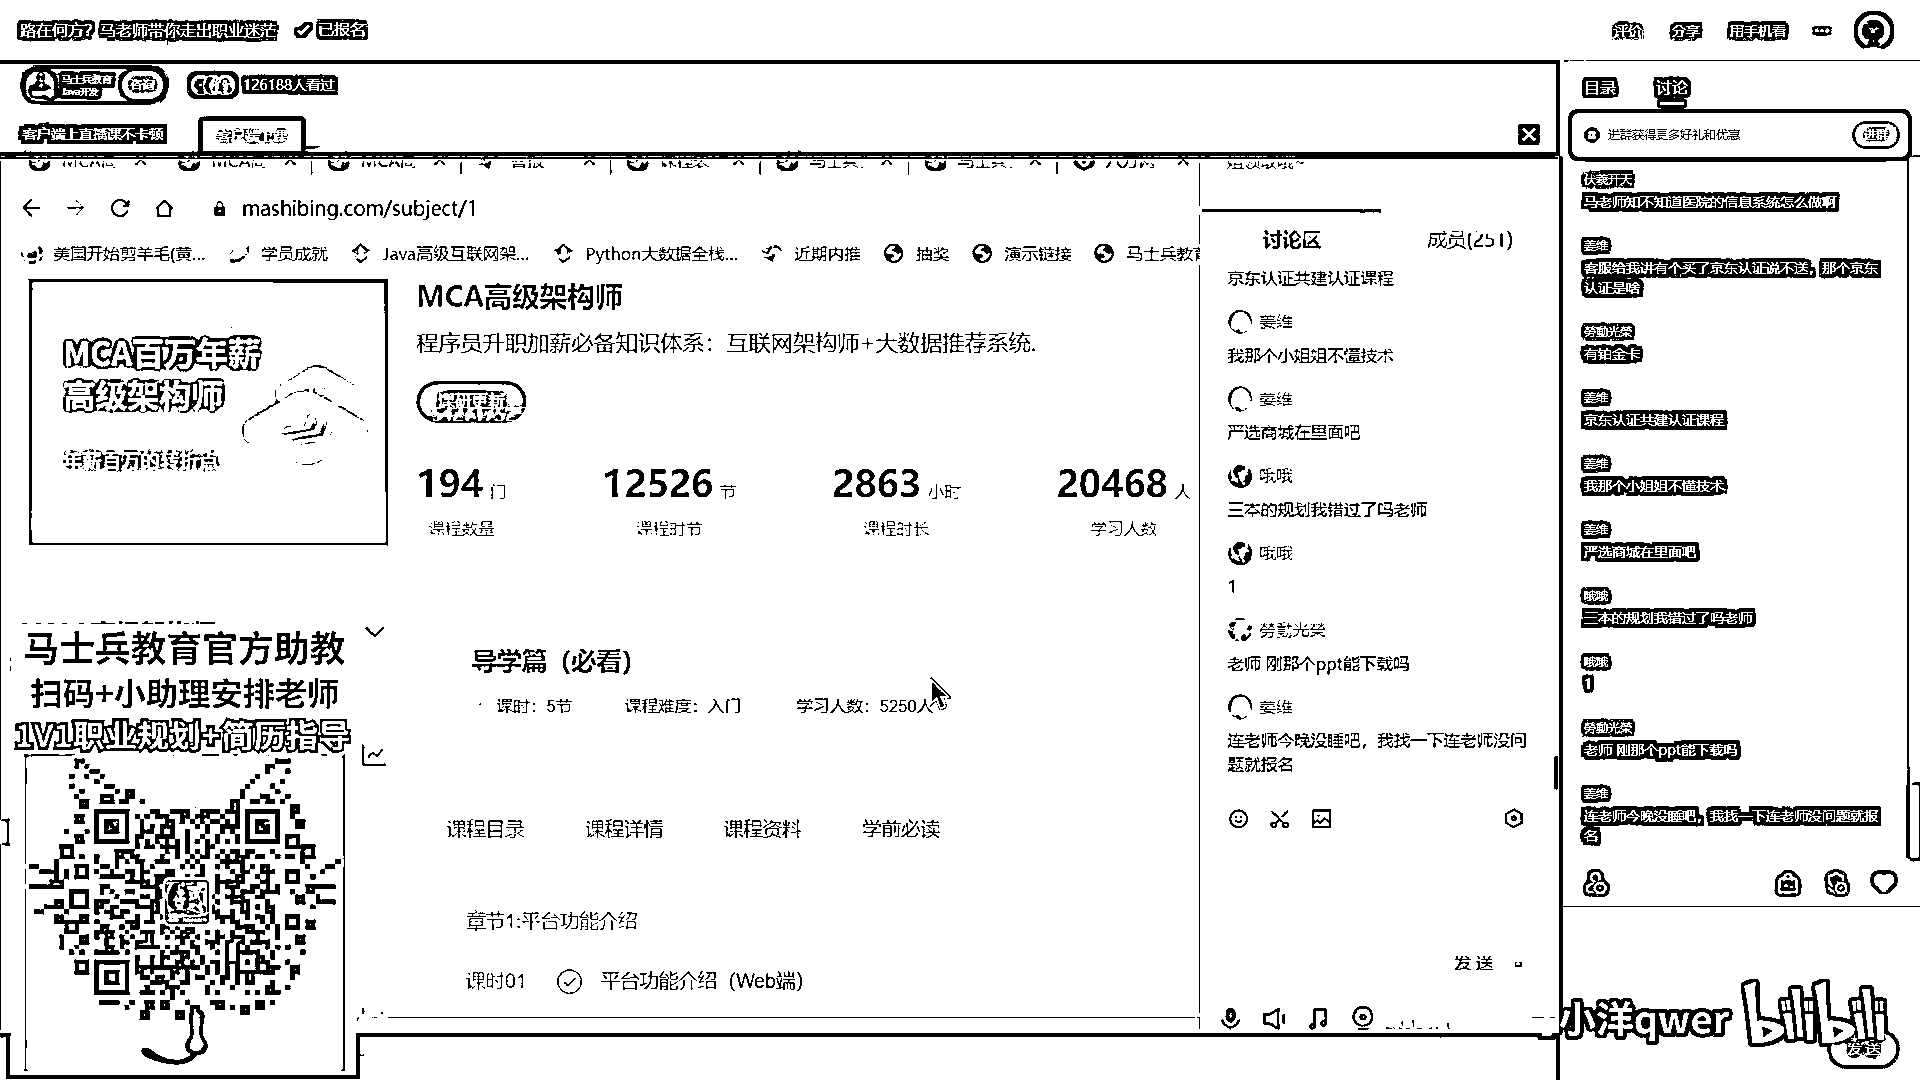 路在何方？马老师带你走出职业迷茫
已报名
评价
分享
用手机看
马士兵教育
Java开发
咨询
126188人看过
客户端上直播课不卡顿
客户端下载
目录
讨论
进群获得更多好礼和优惠
进群
mashibing.com/subject/1
美国开始剪羊毛(黄...
学员成就
Java高级互联网架...
Python大数据全栈...
近期内推
抽奖
演示链接
马士兵教育
MCA百万年薪
高级架构师
年薪百万的转折点
MCA高级架构师
程序员升职加薪必备知识体系：互联网架构师+大数据推荐系统.
194 门
课程数量
12526 节
课程时节
2863 小时
课程时长
20468 人
学习人数
导学篇（必看）
课时：5节
课程难度：入门
学习人数：5250人
课程目录
课程详情
课程资料
学前必读
章节1:平台功能介绍
课时01
平台功能介绍（Web端）
马士兵教育官方助教
扫码+小助理安排老师
1V1职业规划+简历指导
讨论区
成员(251)
京东认证共建认证课程
姜维
我那个小姐姐不懂技术
姜维
严选商城在里面吧
哦哦
三本的规划我错过了吗老师
哦哦
1
勞動光榮
老师 刚那个ppt能下载吗
姜维
连老师今晚没睡吧，我找一下连老师没问
题就报名
发送
伏羲开天
马老师知不知道医院的信息系统怎么做啊
姜维
客服给我讲有个买了京东认证说不送，那个京东
认证是啥
勞動光榮
有铂金卡
姜维
京东认证共建认证课程
姜维
我那个小姐姐不懂技术
姜维
严选商城在里面吧
哦哦
三本的规划我错过了吗老师
哦哦
1
勞動光榮
老师 刚那个ppt能下载吗
姜维
连老师今晚没睡吧，我找一下连老师没问题就报
名
小洋qwer
bilibili
发送